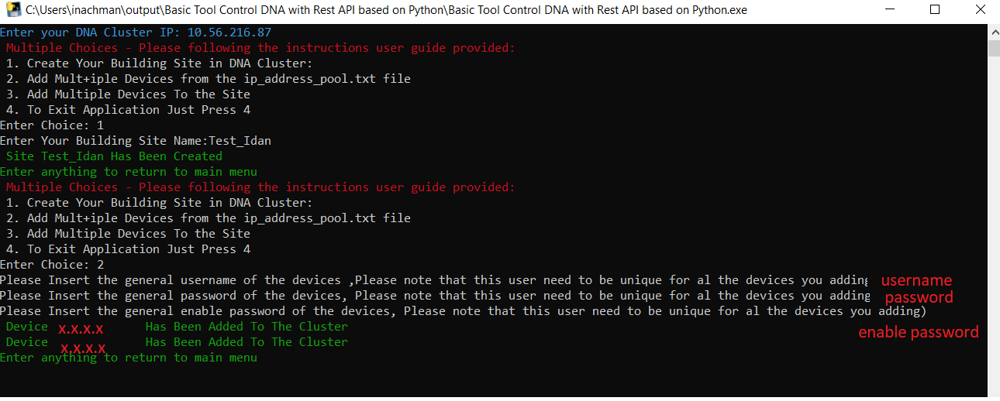 C:\Users\inachman\output\Basic Tool Control DNA with Rest API based on Python\Basic Tool Control DNA with Rest API based on Python.exe
Enter your DNA Cluster IP: 10.56.216.87
Multiple Choices - Please following the instructions user guide provided:
1. Create Your Building Site in DNA Cluster:
2. Add Mult+iple Devices from the ip_address_pool.txt file
3. Add Multiple Devices To the Site
4. To Exit Application Just Press 4
Enter Choice: 1
Enter Your Building Site Name:Test_Idan
Site Test_Idan Has Been Created
Enter anything to return to main menu
Multiple Choices - Please following the instructions user guide provided:
1. Create Your Building Site in DNA Cluster:
2. Add Mult+iple Devices from the ip_address_pool.txt file
3. Add Multiple Devices To the Site
4. To Exit Application Just Press 4
Enter Choice: 2
Please Insert the general username of the devices ,Please note that this user need to be unique for al the devices you adding username
Please Insert the general password of the devices, Please note that this user need to be unique for al the devices you adding password
Please Insert the general enable password of the devices, Please note that this user need to be unique for al the devices you adding)
Device x.x.x.x Has Been Added To The Cluster enable password
Device x.x.x.x Has Been Added To The Cluster
Enter anything to return to main menu